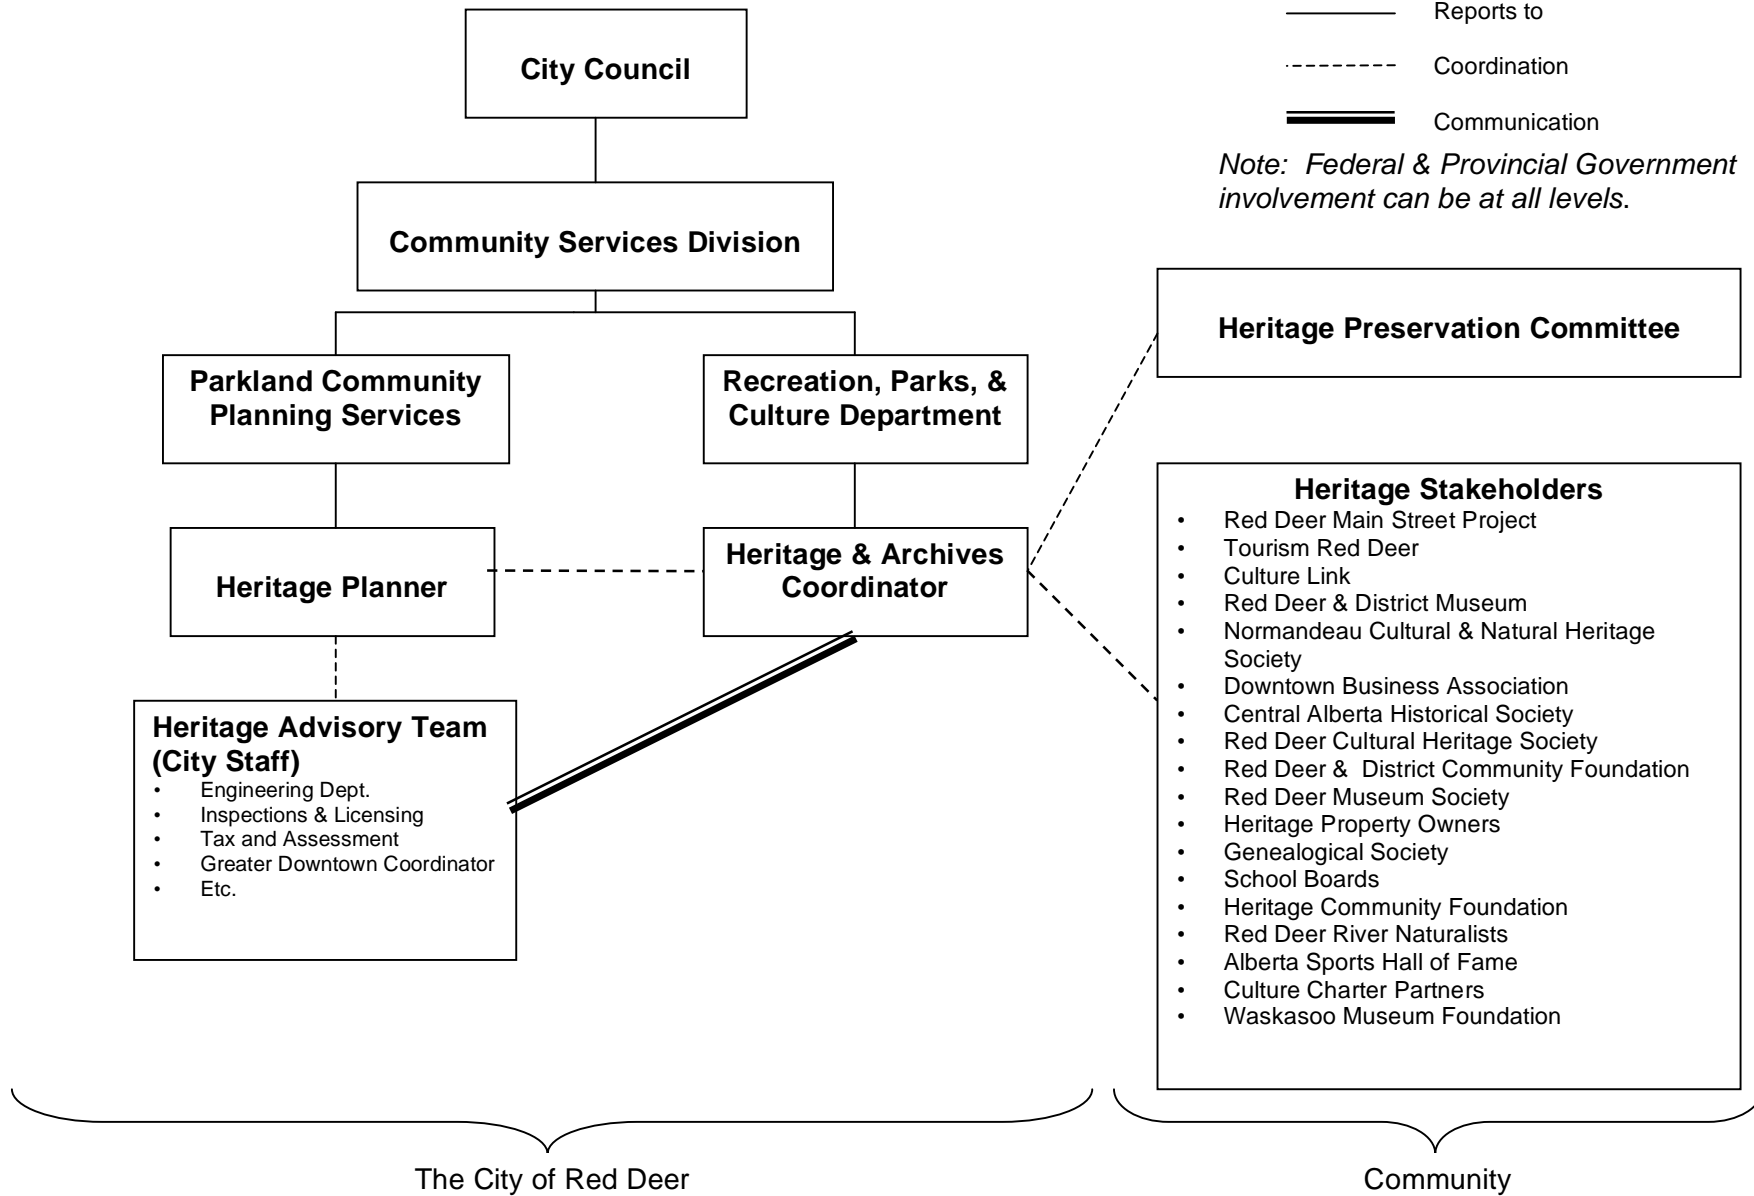 Reports to
Coordination
Communication
Note: Federal & Provincial Government
involvement can be at all levels.
City Council
Community Services Division
Parkland Community
Planning Services
Recreation, Parks, &
Culture Department
Heritage Planner
Heritage & Archives
Coordinator
Heritage Advisory Team
(City Staff)
• Engineering Dept.
• Inspections & Licensing
• Tax and Assessment
• Greater Downtown Coordinator
• Etc.
Heritage Preservation Committee
Heritage Stakeholders
• Red Deer Main Street Project
• Tourism Red Deer
• Culture Link
• Red Deer & District Museum
• Normandeau Cultural & Natural Heritage
Society
• Downtown Business Association
• Central Alberta Historical Society
• Red Deer Cultural Heritage Society
• Red Deer & District Community Foundation
• Red Deer Museum Society
• Heritage Property Owners
• Genealogical Society
• School Boards
• Heritage Community Foundation
• Red Deer River Naturalists
• Alberta Sports Hall of Fame
• Culture Charter Partners
• Waskasoo Museum Foundation
The City of Red Deer
Community